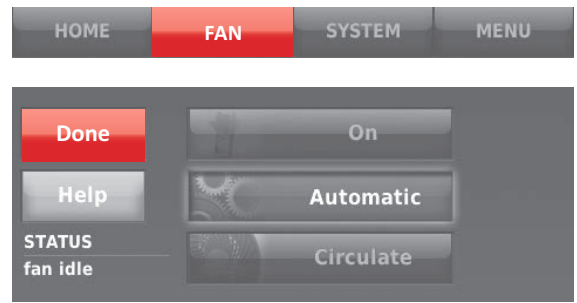 HOME FAN SYSTEM MENU
Done
On
Help
Automatic
STATUS
fan idle
Circulate